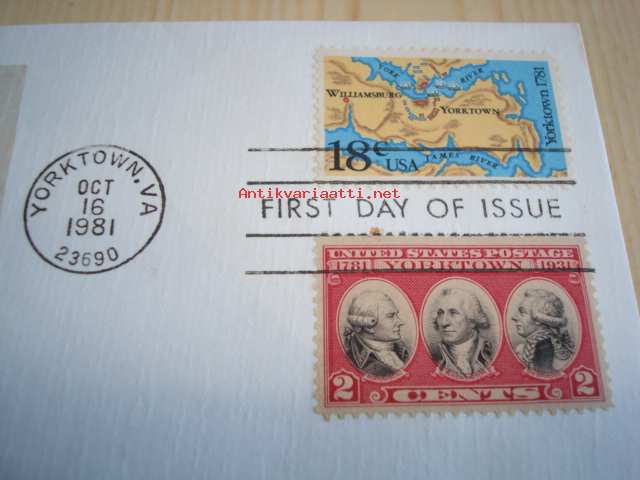 YORK RIVER
WILLIAMSBURG
YORKTOWN
Yorktown 1781
18c USA
JAMES RIVER
YORKTOWN, VA
OCT
16
1981
23690
Antikvariaatti.net
FIRST DAY OF ISSUE
UNITED STATES POSTAGE
1781 YORKTOWN 1931
2 CENTS 2